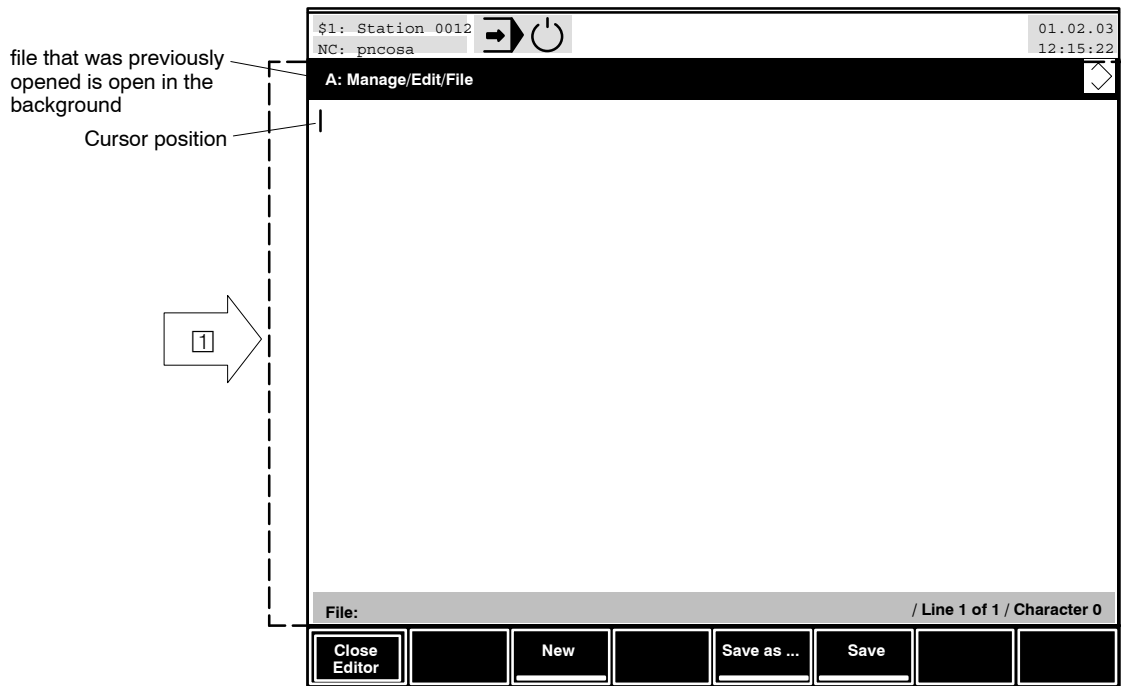 $1: Station 0012
NC: pncosa
01.02.03
12:15:22
file that was previously
opened is open in the
background
A: Manage/Edit/File
Cursor position
1
File:
/ Line 1 of 1 / Character 0
Close
Editor
New
Save as ...
Save